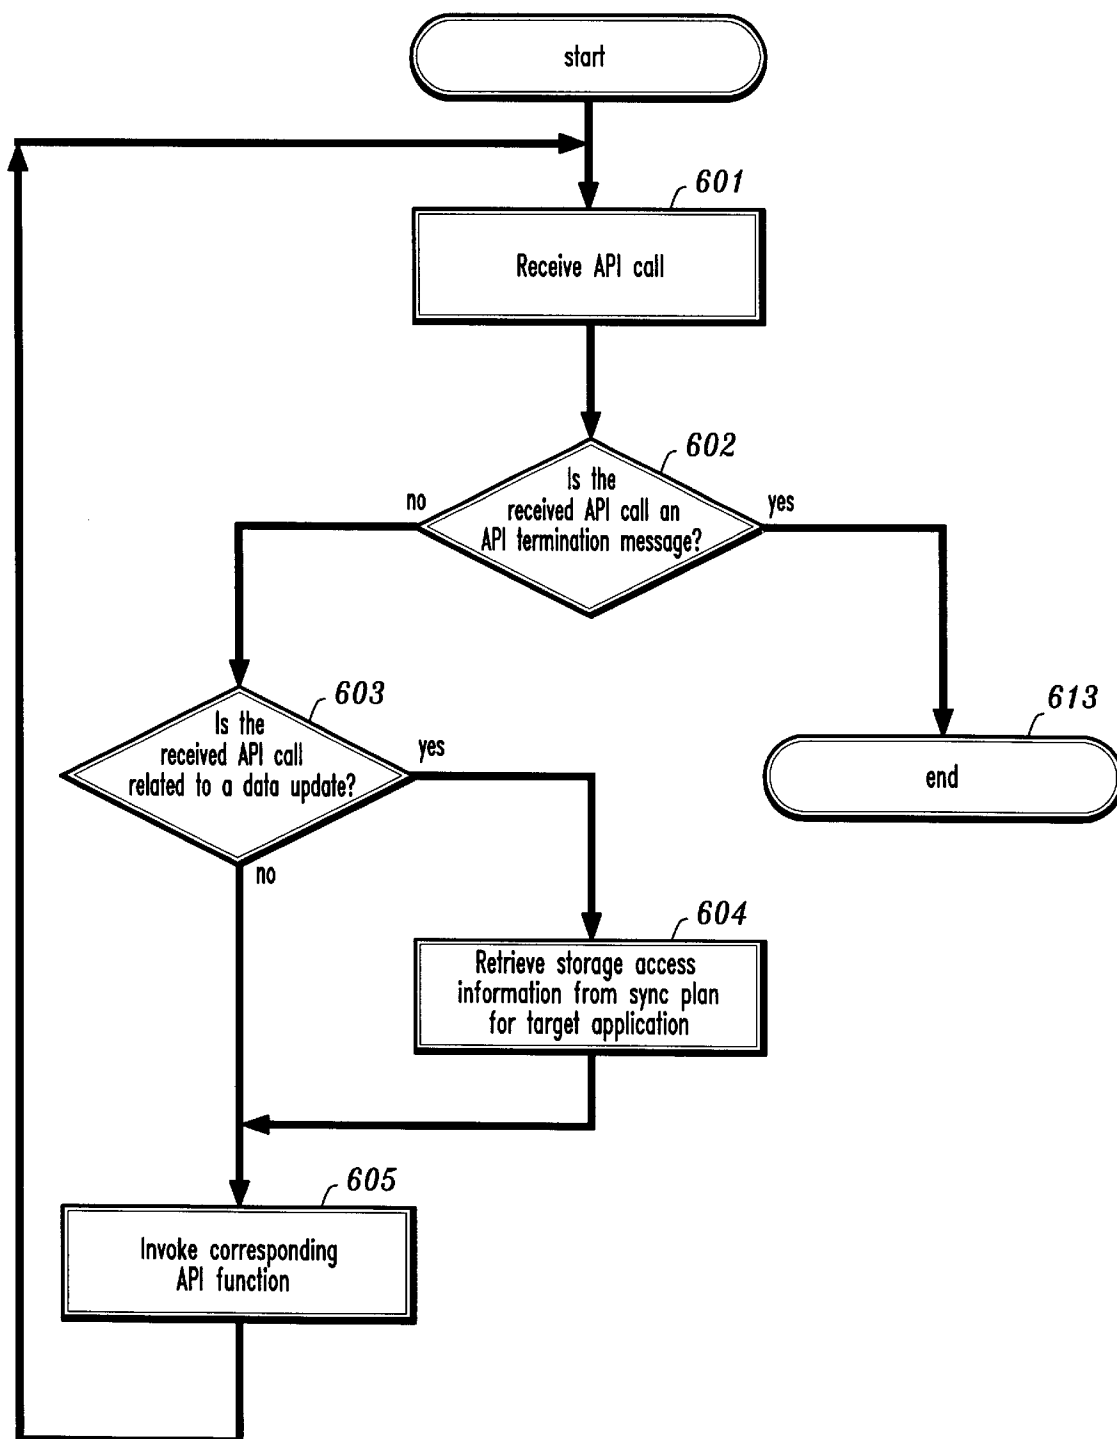 start
601
Receive API call
602
Is the
received API call an
API termination message?
no
yes
603
Is the
received API call
related to a data update?
yes
no
613
end
604
Retrieve storage access
information from sync plan
for target application
605
Invoke corresponding
API function